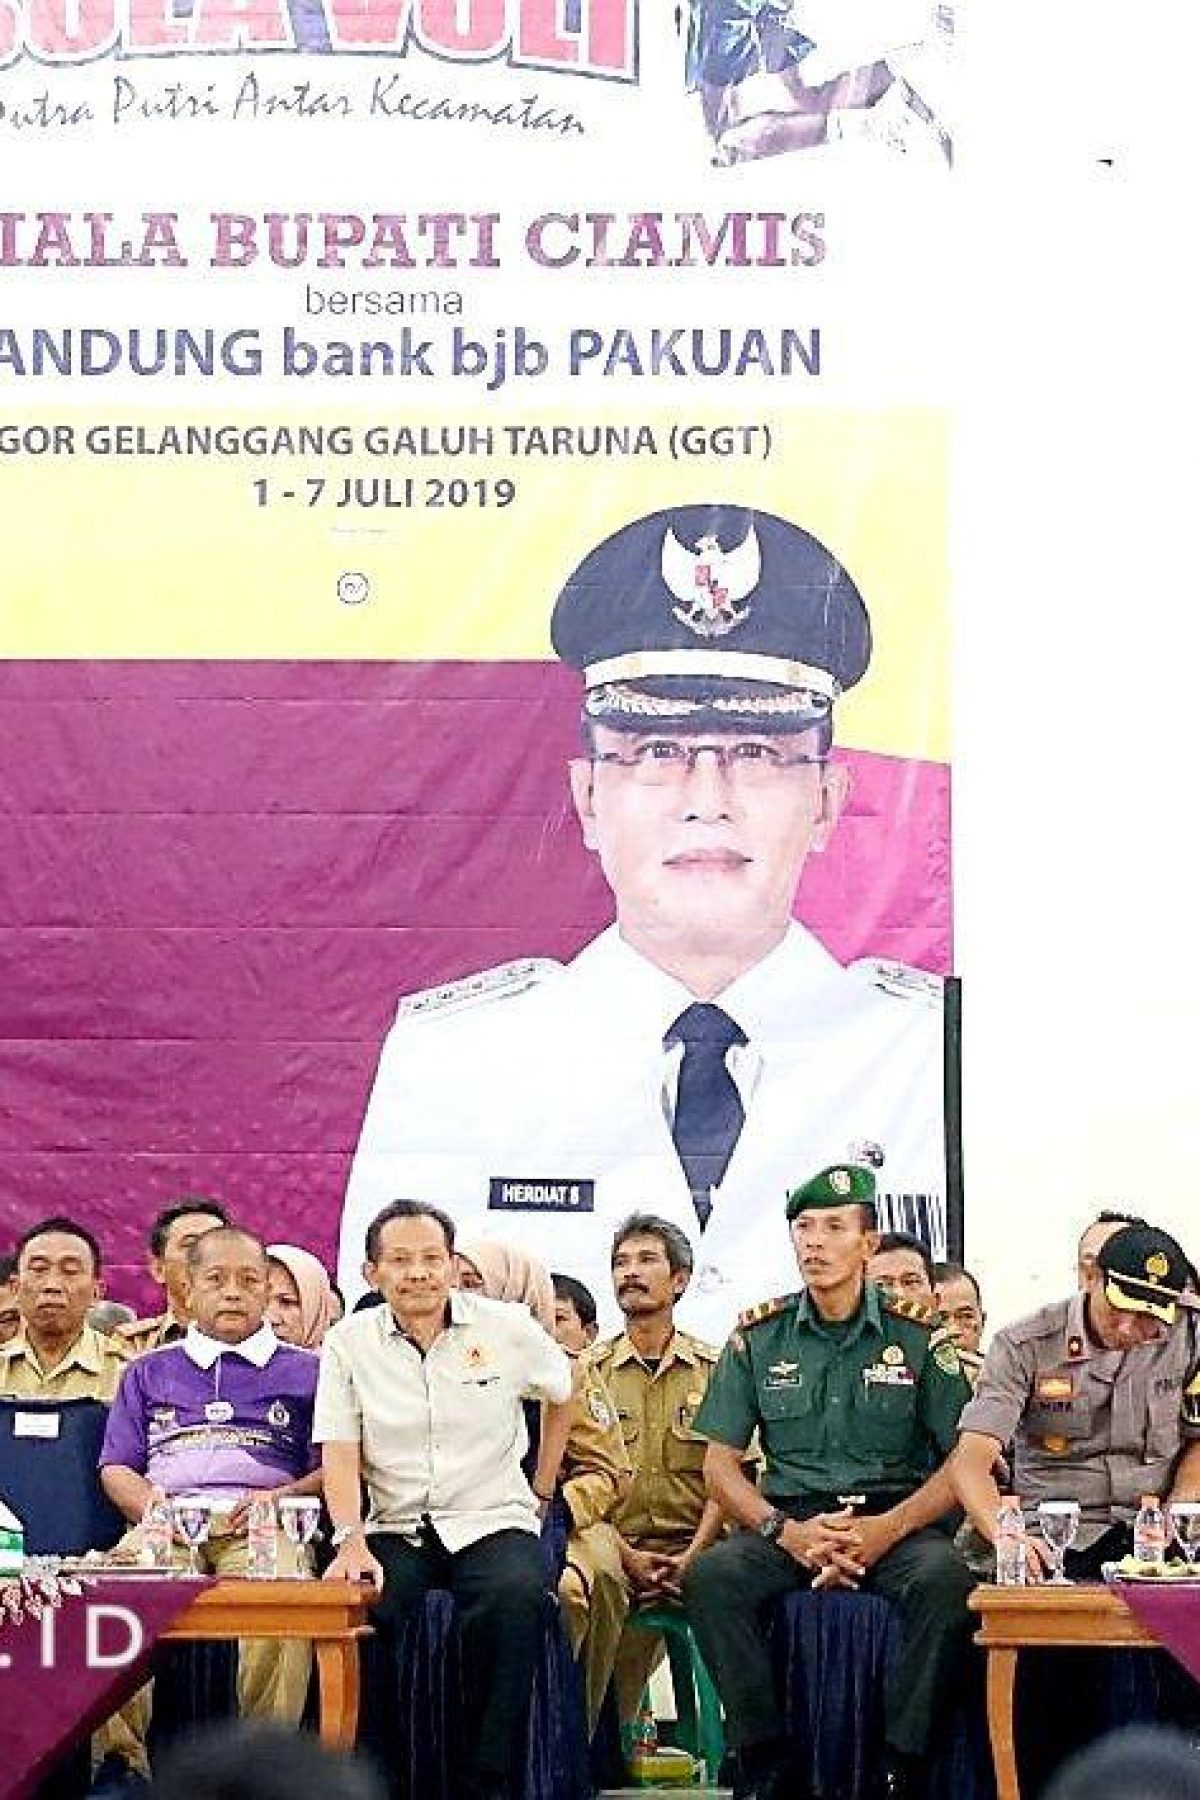 Putra Putri Antar Kecamatan
PIALA BUPATI CIAMIS
bersama
BANDUNG bank bjb PAKUAN
GOR GELANGGANG GALUH TARUNA (GGT)
1 - 7 JULI 2019
HERDIAT S
.ID